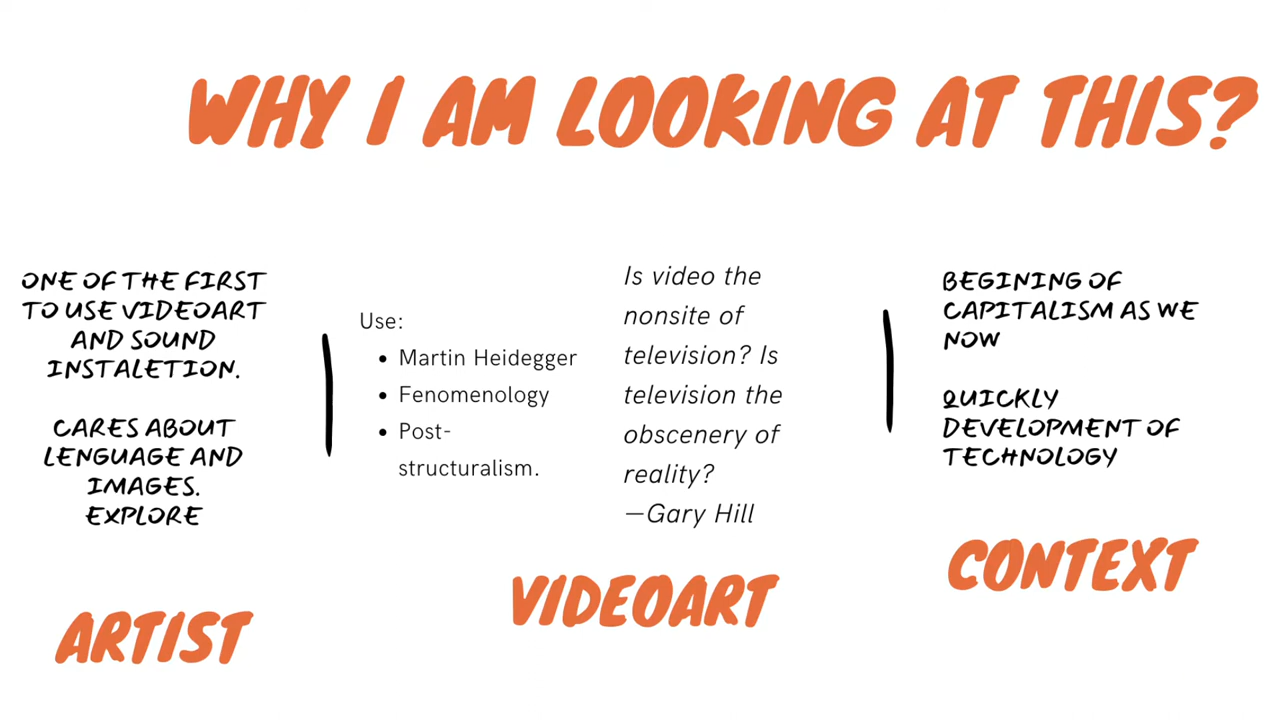 WHY I AM LOOKING AT THIS?
ONE OF THE FIRST
TO USE VIDEOART
AND SOUND
INSTALETION.
CARES ABOUT
LENGUAGE AND
IMAGES.
EXPLORE
ARTIST
Use:
• Martin Heidegger
• Fenomenology
• Post-
structuralism.
Is video the
nonsite of
television? Is
television the
obscenery of
reality?
—Gary Hill
VIDEOART
BEGINING OF
CAPITALISM AS WE
NOW
QUICKLY
DEVELOPMENT OF
TECHNOLOGY
CONTEXT